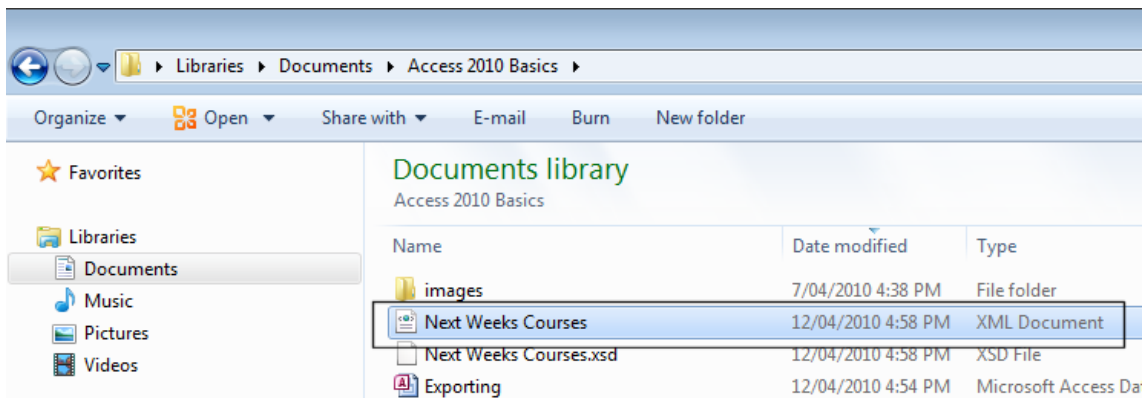 Libraries Documents Access 2010 Basics
Organize Open Share with E-mail Burn New folder
Favorites
Libraries
Documents
Music
Pictures
Videos
Documents library
Access 2010 Basics
Name Date modified Type
images 7/04/2010 4:38 PM File folder
Next Weeks Courses 12/04/2010 4:58 PM XML Document
Next Weeks Courses.xsd 12/04/2010 4:58 PM XSD File
Exporting 12/04/2010 4:54 PM Microsoft Access Da